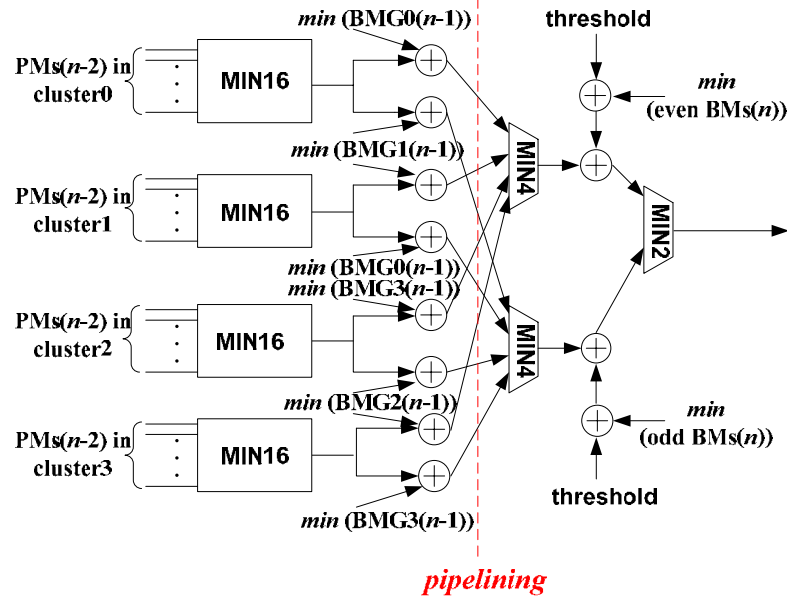 min (BMG0(n-1))
threshold
PMs(n-2) in
cluster0
MIN16
min
(even BMs(n))
min (BMG1(n-1))
MIN4
PMs(n-2) in
cluster1
MIN16
MIN2
min (BMG0(n-1))
min (BMG3(n-1))
PMs(n-2) in
cluster2
MIN16
MIN4
min (BMG2(n-1))
min
(odd BMs(n))
PMs(n-2) in
cluster3
MIN16
threshold
min (BMG3(n-1))
pipelining